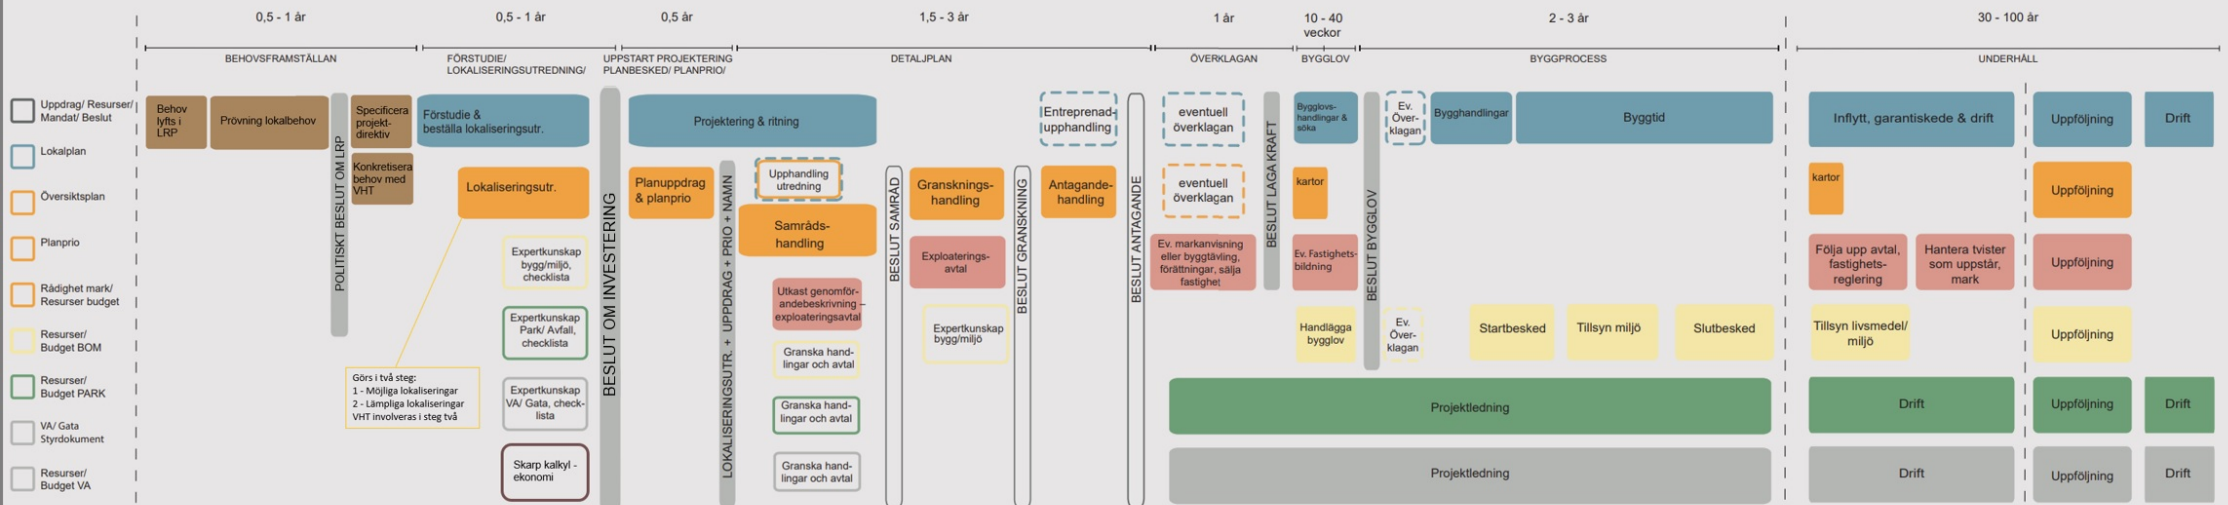 0,5 - 1 år
0,5 - 1 år
0,5 år
1,5 - 3 år
1 år
10 - 40
veckor
2 - 3 år
30 - 100 år
BEHOVSFRAMSTÄLLAN
FÖRSTUDIE/
LOKALISERINGSUTREDNING/
UPPSTART PROJEKTERING
PLANBESKED/ PLANPRIO/
DETALJPLAN
ÖVERKLAGAN
BYGGLOV
BYGGPROCESS
UNDERHÅLL
Uppdrag/ Resurser/
Mandat/ Beslut
Lokalplan
Översiktsplan
Planprio
Rådighet mark/
Resurser budget
Resurser/
Budget BOM
Resurser/
Budget PARK
VA/ Gata
Styrdokument
Resurser/
Budget VA
Behov
lyfts i
LRP
Prövning lokalbehov
POLITISKT BESLUT OM LRP
Specificera
projekt-
direktiv
Konkretisera
behov med
VHT
Förstudie &
beställa lokaliseringsutr.
Lokaliseringsutr.
Expertkunskap
bygg/miljö,
checklista
Expertkunskap
Park/ Avfall,
checklista
Expertkunskap
VA/ Gata, check-
lista
Skarp kalkyl -
ekonomi
Görs i två steg:
1 - Möjliga lokaliseringar
2 - Lämpliga lokaliseringar
VHT involveras i steg två
BESLUT OM INVESTERING
Projektering & ritning
Planuppdrag
& planprio
LOKALISERINGSUTR. + UPPDRAG + PRIO + NAMN
Upphandling
utredning
Samråds-
handling
Utkast genomför-
andebeskrivning –
exploateringsavtal
Granska hand-
lingar och avtal
Granska hand-
lingar och avtal
Granska hand-
lingar och avtal
BESLUT SAMRÅD
Gransknings-
handling
Exploaterings-
avtal
Expertkunskap
bygg/miljö
BESLUT GRANSKNING
Entreprenad-
upphandling
Antagande-
handling
BESLUT ANTAGANDE
eventuell
överklagan
eventuell
överklagan
Ev. markanvisning
eller byggtävling,
förättningar, sälja
fastighet
BESLUT LAGA KRAFT
Bygglovs-
handlingar &
söka
kartor
Ev. Fastighets-
bildning
Handlägga
bygglov
BESLUT BYGGLOV
Ev.
Över-
klagan
Ev.
Över-
klagan
Bygghandlingar
Byggtid
Startbesked
Tillsyn miljö
Slutbesked
Projektledning
Projektledning
Inflytt, garantiskede & drift
kartor
Följa upp avtal,
fastighets-
reglering
Hantera tvister
som uppstår,
mark
Tillsyn livsmedel/
miljö
Drift
Drift
Uppföljning
Uppföljning
Uppföljning
Uppföljning
Uppföljning
Uppföljning
Drift
Drift
Drift